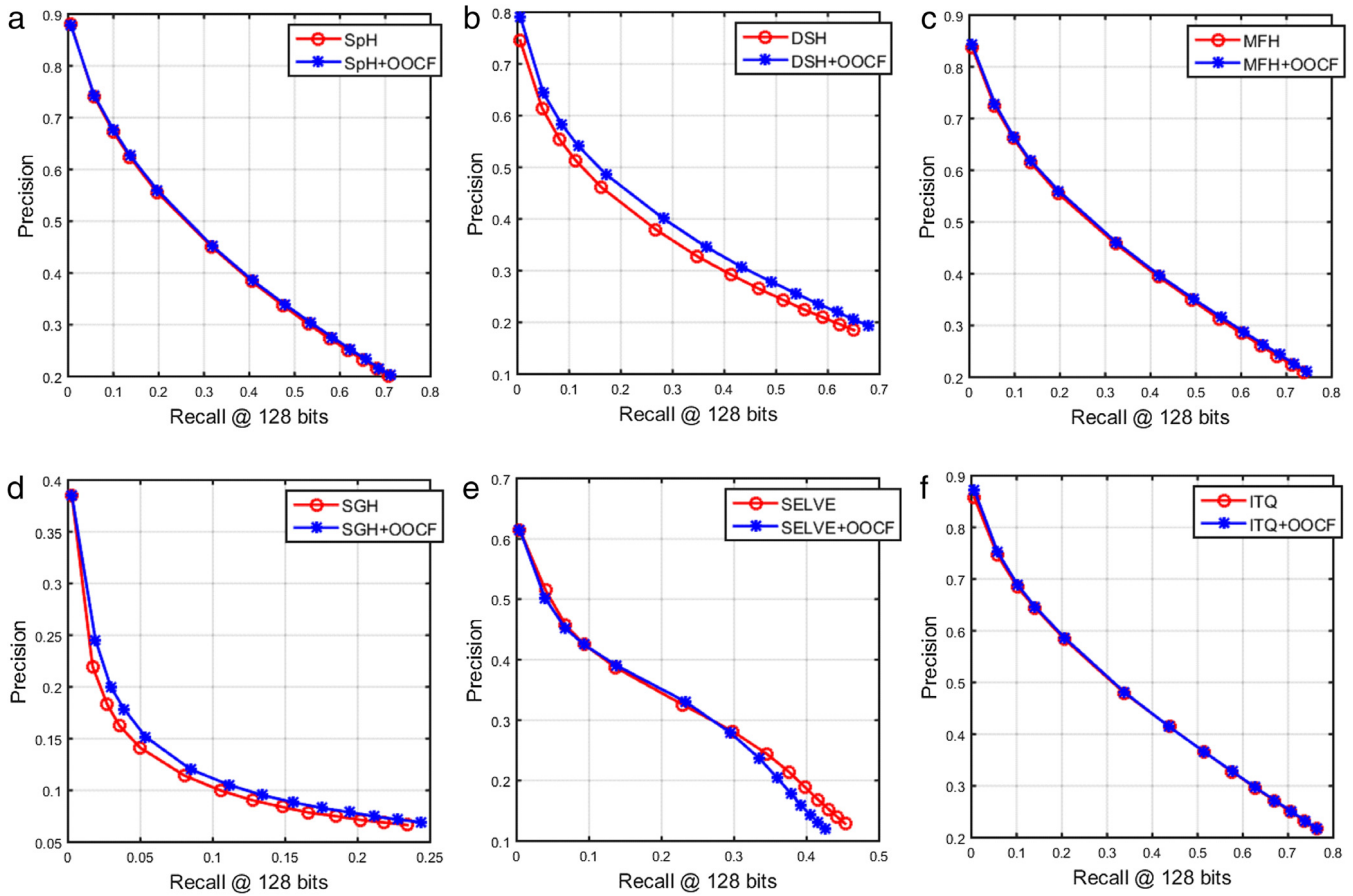 a
0.9
0.8
0.7
0.6
0.5
0.4
0.3
0.2
Precision
SpH
SpH+OOCF
0 0.1 0.2 0.3 0.4 0.5 0.6 0.7 0.8
Recall @ 128 bits
b
0.8
0.7
0.6
0.5
0.4
0.3
0.2
0.1
Precision
DSH
DSH+OOCF
0 0.1 0.2 0.3 0.4 0.5 0.6 0.7
Recall @ 128 bits
c
0.9
0.8
0.7
0.6
0.5
0.4
0.3
0.2
Precision
MFH
MFH+OOCF
0 0.1 0.2 0.3 0.4 0.5 0.6 0.7 0.8
Recall @ 128 bits
d
0.4
0.35
0.3
0.25
0.2
0.15
0.1
0.05
Precision
SGH
SGH+OOCF
0 0.05 0.1 0.15 0.2 0.25
Recall @ 128 bits
e
0.7
0.6
0.5
0.4
0.3
0.2
0.1
Precision
SELVE
SELVE+OOCF
0 0.1 0.2 0.3 0.4 0.5
Recall @ 128 bits
f
0.9
0.8
0.7
0.6
0.5
0.4
0.3
0.2
Precision
ITQ
ITQ+OOCF
0 0.1 0.2 0.3 0.4 0.5 0.6 0.7 0.8
Recall @ 128 bits